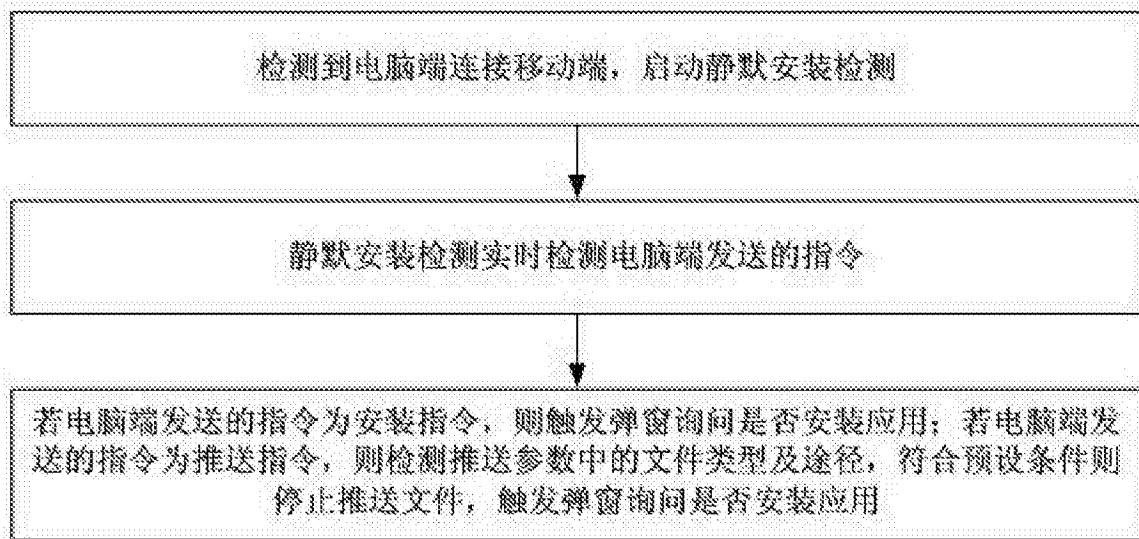 检测到电脑端连接移动端，启动静默安装检测
静默安装检测实时检测电脑端发送的指令
若电脑端发送的指令为安装指令，则触发弹窗询问是否安装应用；若电脑端发
送的指令为推送指令，则检测推送参数中的文件类型及途径，符合预设条件则
停止推送文件，触发弹窗询问是否安装应用